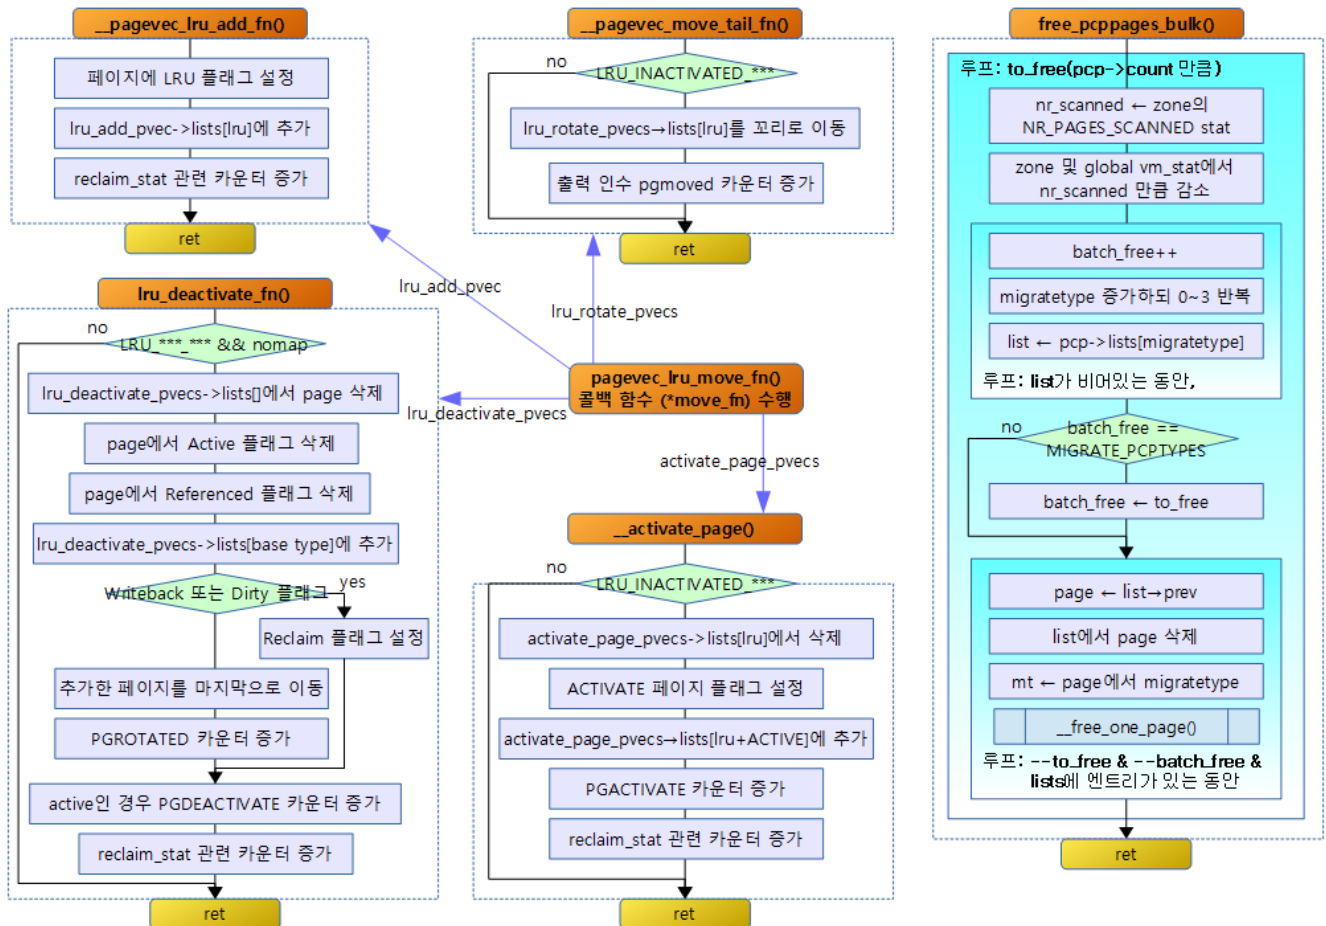 __pagevec_lru_add_fn()
페이지에 LRU 플래그 설정
lru_add_pvec->lists[lru]에 추가
reclaim_stat 관련 카운터 증가
ret
__pagevec_move_tail_fn()
no
LRU_INACTIVATED_***
lru_rotate_pvecs→lists[lru]를 꼬리로 이동
출력 인수 pgmoved 카운터 증가
ret
lru_add_pvec
lru_rotate_pvecs
lru_deactivate_pvecs
pagevec_lru_move_fn()
콜백 함수 (*move_fn) 수행
activate_page_pvecs
lru_deactivate_fn()
no
LRU_***_*** && nomap
lru_deactivate_pvecs->lists[]에서 page 삭제
page에서 Active 플래그 삭제
page에서 Referenced 플래그 삭제
lru_deactivate_pvecs->lists[base type]에 추가
Writeback 또는 Dirty 플래그
yes
Reclaim 플래그 설정
추가한 페이지를 마지막으로 이동
PGROTATED 카운터 증가
active인 경우 PGDEACTIVATE 카운터 증가
reclaim_stat 관련 카운터 증가
ret
__activate_page()
no
LRU_INACTIVATED_***
activate_page_pvecs->lists[lru]에서 삭제
ACTIVATE 페이지 플래그 설정
activate_page_pvecs→lists[lru+ACTIVE]에 추가
PGACTIVATE 카운터 증가
reclaim_stat 관련 카운터 증가
ret
free_pcppages_bulk()
루프: to_free(pcp->count 만큼)
nr_scanned ← zone의
NR_PAGES_SCANNED stat
zone 및 global vm_stat에서
nr_scanned 만큼 감소
batch_free++
migratetype 증가하되 0~3 반복
list ← pcp->lists[migratetype]
루프: list가 비어있는 동안,
no
batch_free ==
MIGRATE_PCPTYPES
batch_free ← to_free
page ← list→prev
list에서 page 삭제
mt ← page에서 migratetype
__free_one_page()
루프: --to_free & --batch_free &
lists에 엔트리가 있는 동안
ret